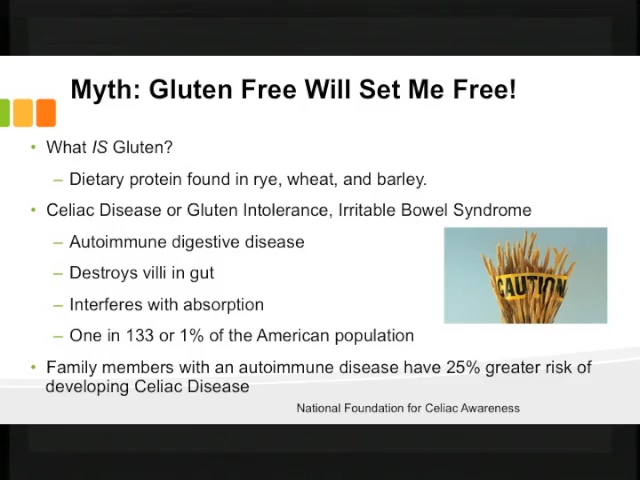 Myth: Gluten Free Will Set Me Free!
• What IS Gluten?
– Dietary protein found in rye, wheat, and barley.
• Celiac Disease or Gluten Intolerance, Irritable Bowel Syndrome
– Autoimmune digestive disease
– Destroys villi in gut
– Interferes with absorption
– One in 133 or 1% of the American population
CAUTION
• Family members with an autoimmune disease have 25% greater risk of
developing Celiac Disease
National Foundation for Celiac Awareness